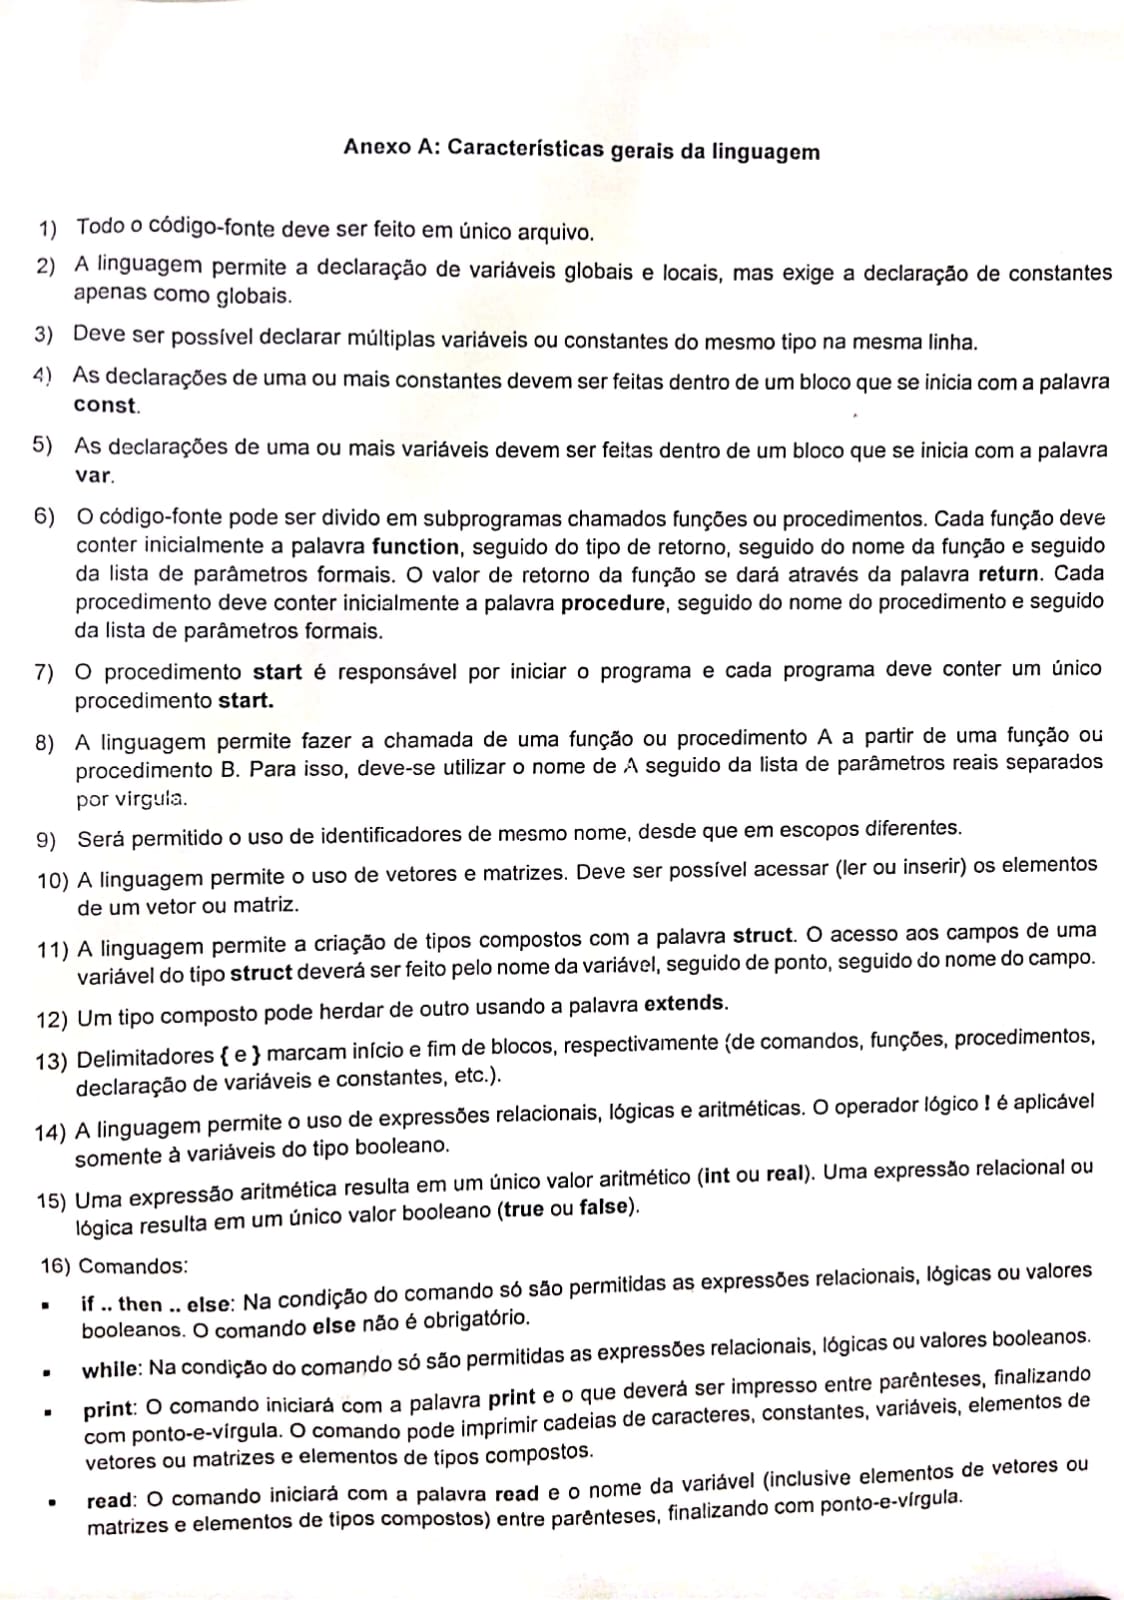 Anexo A: Características gerais da linguagem
1) Todo o código-fonte deve ser feito em único arquivo.
2) A linguagem permite a declaração de variáveis globais e locais, mas exige a declaração de constantes
apenas como globais.
3) Deve ser possível declarar múltiplas variáveis ou constantes do mesmo tipo na mesma linha.
4) As declarações de uma ou mais constantes devem ser feitas dentro de um bloco que se inicia com a palavra
const.
5) As declarações de uma ou mais variáveis devem ser feitas dentro de um bloco que se inicia com a palavra
var.
6) O código-fonte pode ser divido em subprogramas chamados funções ou procedimentos. Cada função deve
conter inicialmente a palavra function, seguido do tipo de retorno, seguido do nome da função e seguido
da lista de parâmetros formais. O valor de retorno da função se dará através da palavra return. Cada
procedimento deve conter inicialmente a palavra procedure, seguido do nome do procedimento e seguido
da lista de parâmetros formais.
7) O procedimento start é responsável por iniciar o programa e cada programa deve conter um único
procedimento start.
8) A linguagem permite fazer a chamada de uma função ou procedimento A a partir de uma função ou
procedimento B. Para isso, deve-se utilizar o nome de A seguido da lista de parâmetros reais separados
por virgula.
9) Será permitido o uso de identificadores de mesmo nome, desde que em escopos diferentes.
10) A linguagem permite o uso de vetores e matrizes. Deve ser possível acessar (ler ou inserir) os elementos
de um vetor ou matriz.
11) A linguagem permite a criação de tipos compostos com a palavra struct. O acesso aos campos de uma
variável do tipo struct deverá ser feito pelo nome da variável, seguido de ponto, seguido do nome do campo.
12) Um tipo composto pode herdar de outro usando a palavra extends.
13) Delimitadores { e } marcam início e fim de blocos, respectivamente (de comandos, funções, procedimentos,
declaração de variáveis e constantes, etc.).
14) A linguagem permite o uso de expressões relacionais, lógicas e aritméticas. O operador lógico ! é aplicável
somente à variáveis do tipo booleano.
15) Uma expressão aritmética resulta em um único valor aritmético (int ou real). Uma expressão relacional ou
lógica resulta em um único valor booleano (true ou false).
16) Comandos:
▪ if .. then .. else: Na condição do comando só são permitidas as expressões relacionais, lógicas ou valores
booleanos. O comando else não é obrigatório.
▪ while: Na condição do comando só são permitidas as expressões relacionais, lógicas ou valores booleanos.
▪ print: O comando iniciará com a palavra print e o que deverá ser impresso entre parênteses, finalizando
com ponto-e-vírgula. O comando pode imprimir cadeias de caracteres, constantes, variáveis, elementos de
vetores ou matrizes e elementos de tipos compostos.
▪ read: O comando iniciará com a palavra read e o nome da variável (inclusive elementos de vetores ou
matrizes e elementos de tipos compostos) entre parênteses, finalizando com ponto-e-vírgula.